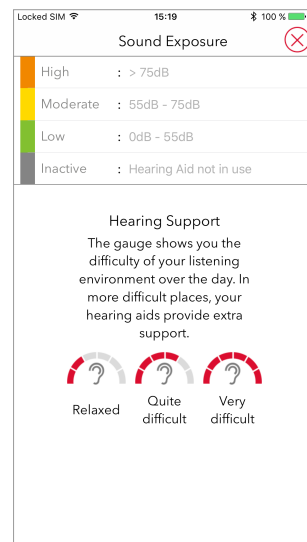 Locked SIM 15:19 100 %
Sound Exposure
High : > 75dB
Moderate : 55dB - 75dB
Low : 0dB - 55dB
Inactive : Hearing Aid not in use
Hearing Support
The gauge shows you the
difficulty of your listening
environment over the day. In
more difficult places, your
hearing aids provide extra
support.
Relaxed
Quite
difficult
Very
difficult